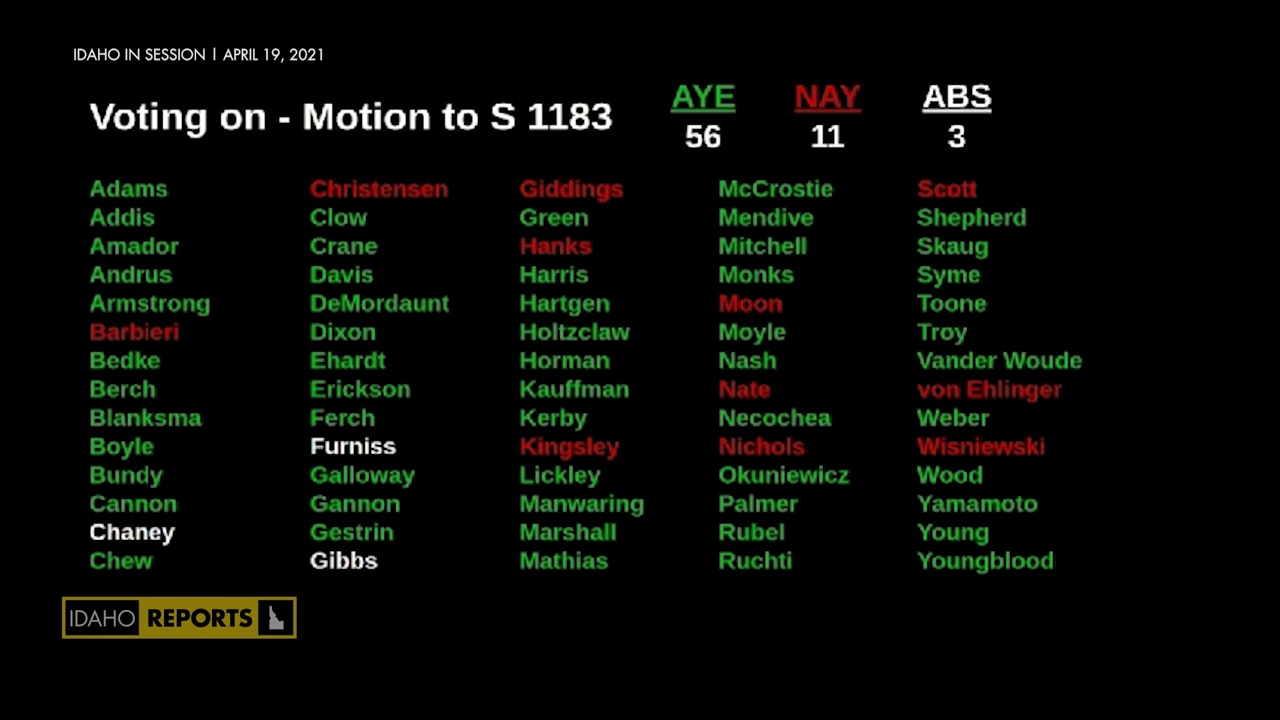 IDAHO IN SESSION | APRIL 19, 2021
Voting on - Motion to S 1183
AYE NAY ABS
56 11 3
Adams Christensen Giddings McCrostie Scott
Addis Clow Green Mendive Shepherd
Amador Crane Hanks Mitchell Skaug
Andrus Davis Harris Monks Syme
Armstrong DeMordaunt Hartgen Moon Toone
Barbieri Dixon Holtzclaw Moyle Troy
Bedke Ehardt Horman Nash Vander Woude
Berch Erickson Kauffman Nate von Ehlinger
Blanksma Ferch Kerby Necochea Weber
Boyle Furniss Kingsley Nichols Wisniewski
Bundy Galloway Lickley Okuniewicz Wood
Cannon Gannon Manwaring Palmer Yamamoto
Chaney Gestrin Marshall Rubel Young
Chew Gibbs Mathias Ruchti Youngblood
IDAHO REPORTS